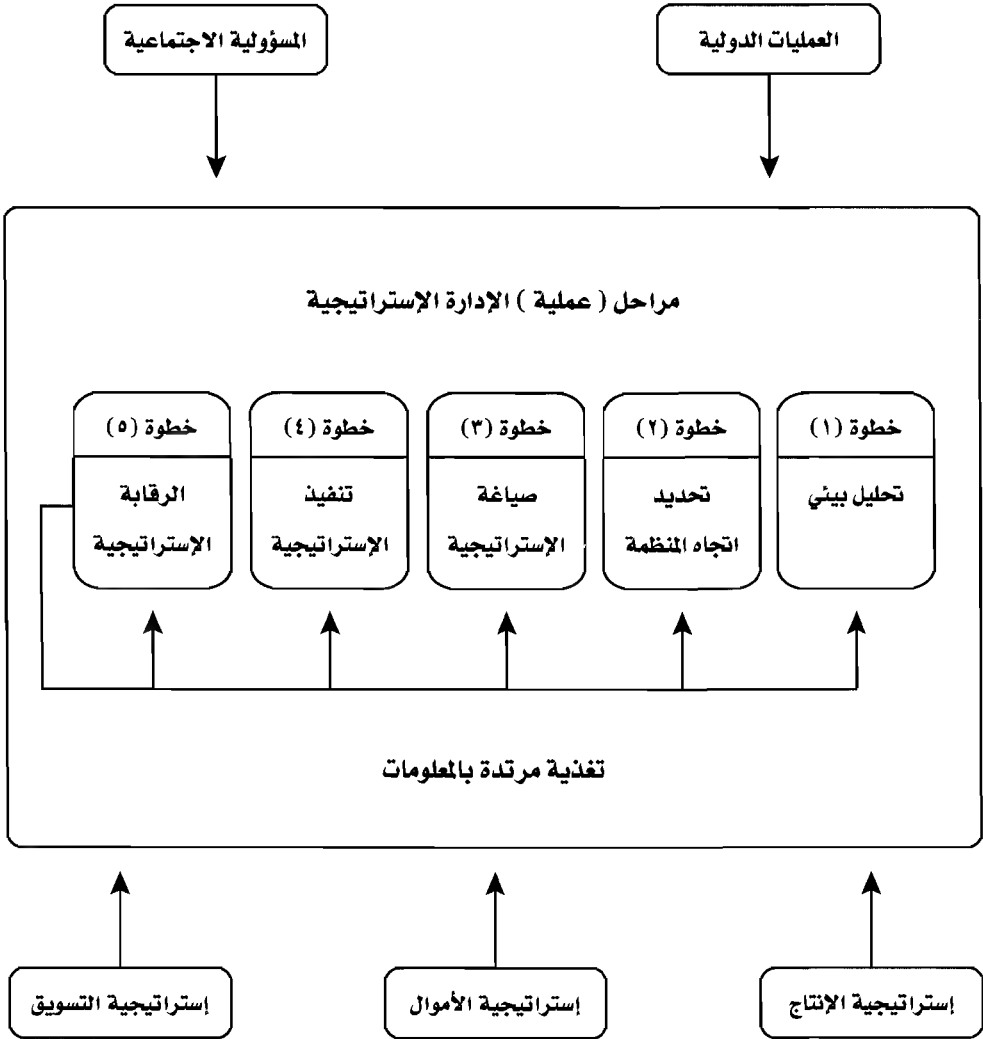 العمليات الدولية
المسؤولية الاجتماعية
مراحل ( عملية ) الإدارة الإستراتيجية
خطوة (١)
تحليل بيئي
خطوة (٢)
تحديد
اتجاه المنظمة
خطوة (٣)
صياغة
الإستراتيجية
خطوة (٤)
تنفيذ
الإستراتيجية
خطوة (٥)
الرقابة
الإستراتيجية
تغذية مرتدة بالمعلومات
إستراتيجية الإنتاج
إستراتيجية الأموال
إستراتيجية التسويق